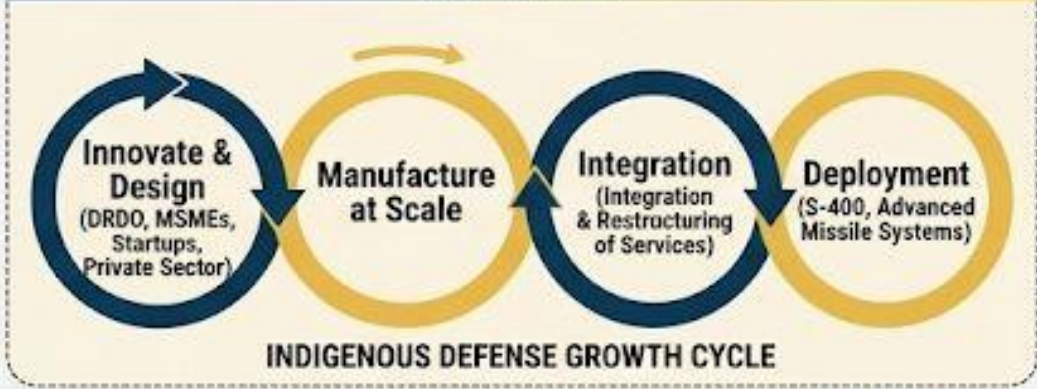 Innovate &
Design
(DRDO, MSMEs,
Startups,
Private Sector)
Manufacture
at Scale
Integration
(Integration
& Restructuring
of Services)
Deployment
(S-400, Advanced
Missile Systems)
INDIGENOUS DEFENSE GROWTH CYCLE